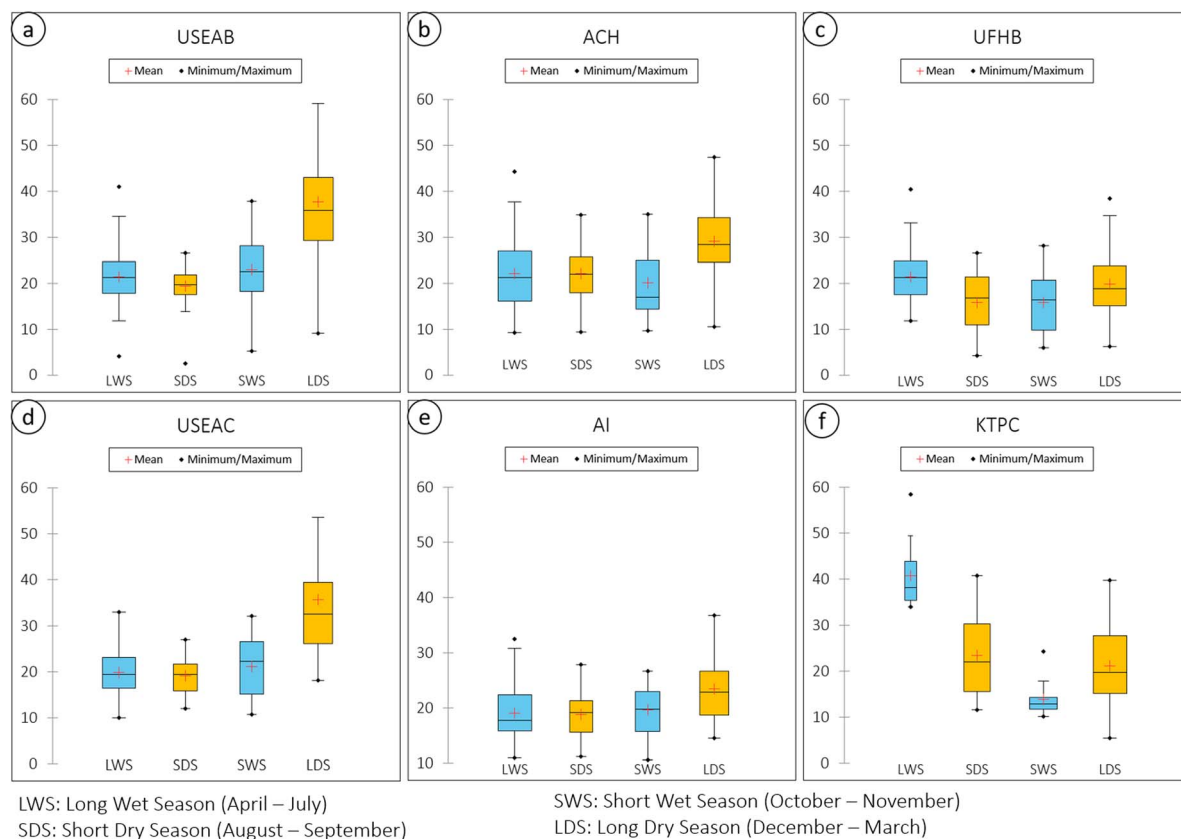 a
USEAB
+ Mean ◆ Minimum/Maximum
60
50
40
30
20
10
0
LWS SDS SWS LDS
b
ACH
+ Mean ◆ Minimum/Maximum
60
50
40
30
20
10
0
LWS SDS SWS LDS
c
UFHB
+ Mean ◆ Minimum/Maximum
60
50
40
30
20
10
0
LWS SDS SWS LDS
d
USEAC
+ Mean ◆ Minimum/Maximum
60
50
40
30
20
10
0
LWS SDS SWS LDS
e
AI
+ Mean ◆ Minimum/Maximum
60
50
40
30
20
10
LWS SDS SWS LDS
f
KTPC
+ Mean ◆ Minimum/Maximum
60
50
40
30
20
10
0
LWS SDS SWS LDS
LWS: Long Wet Season (April – July)
SDS: Short Dry Season (August – September)
SWS: Short Wet Season (October – November)
LDS: Long Dry Season (December – March)